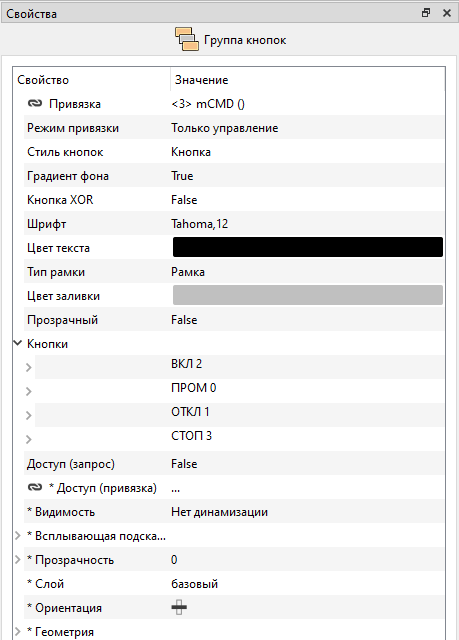 Свойства
Группа кнопок
Свойство Значение
Привязка <3> mCMD ()
Режим привязки Только управление
Стиль кнопок Кнопка
Градиент фона True
Кнопка XOR False
Шрифт Tahoma,12
Цвет текста
Тип рамки Рамка
Цвет заливки
Прозрачный False
Кнопки
ВКЛ 2
ПРОМ 0
ОТКЛ 1
СТОП 3
Доступ (запрос) False
* Доступ (привязка) ...
* Видимость Нет динамизации
* Всплывающая подска...
* Прозрачность 0
* Слой базовый
* Ориентация
* Геометрия